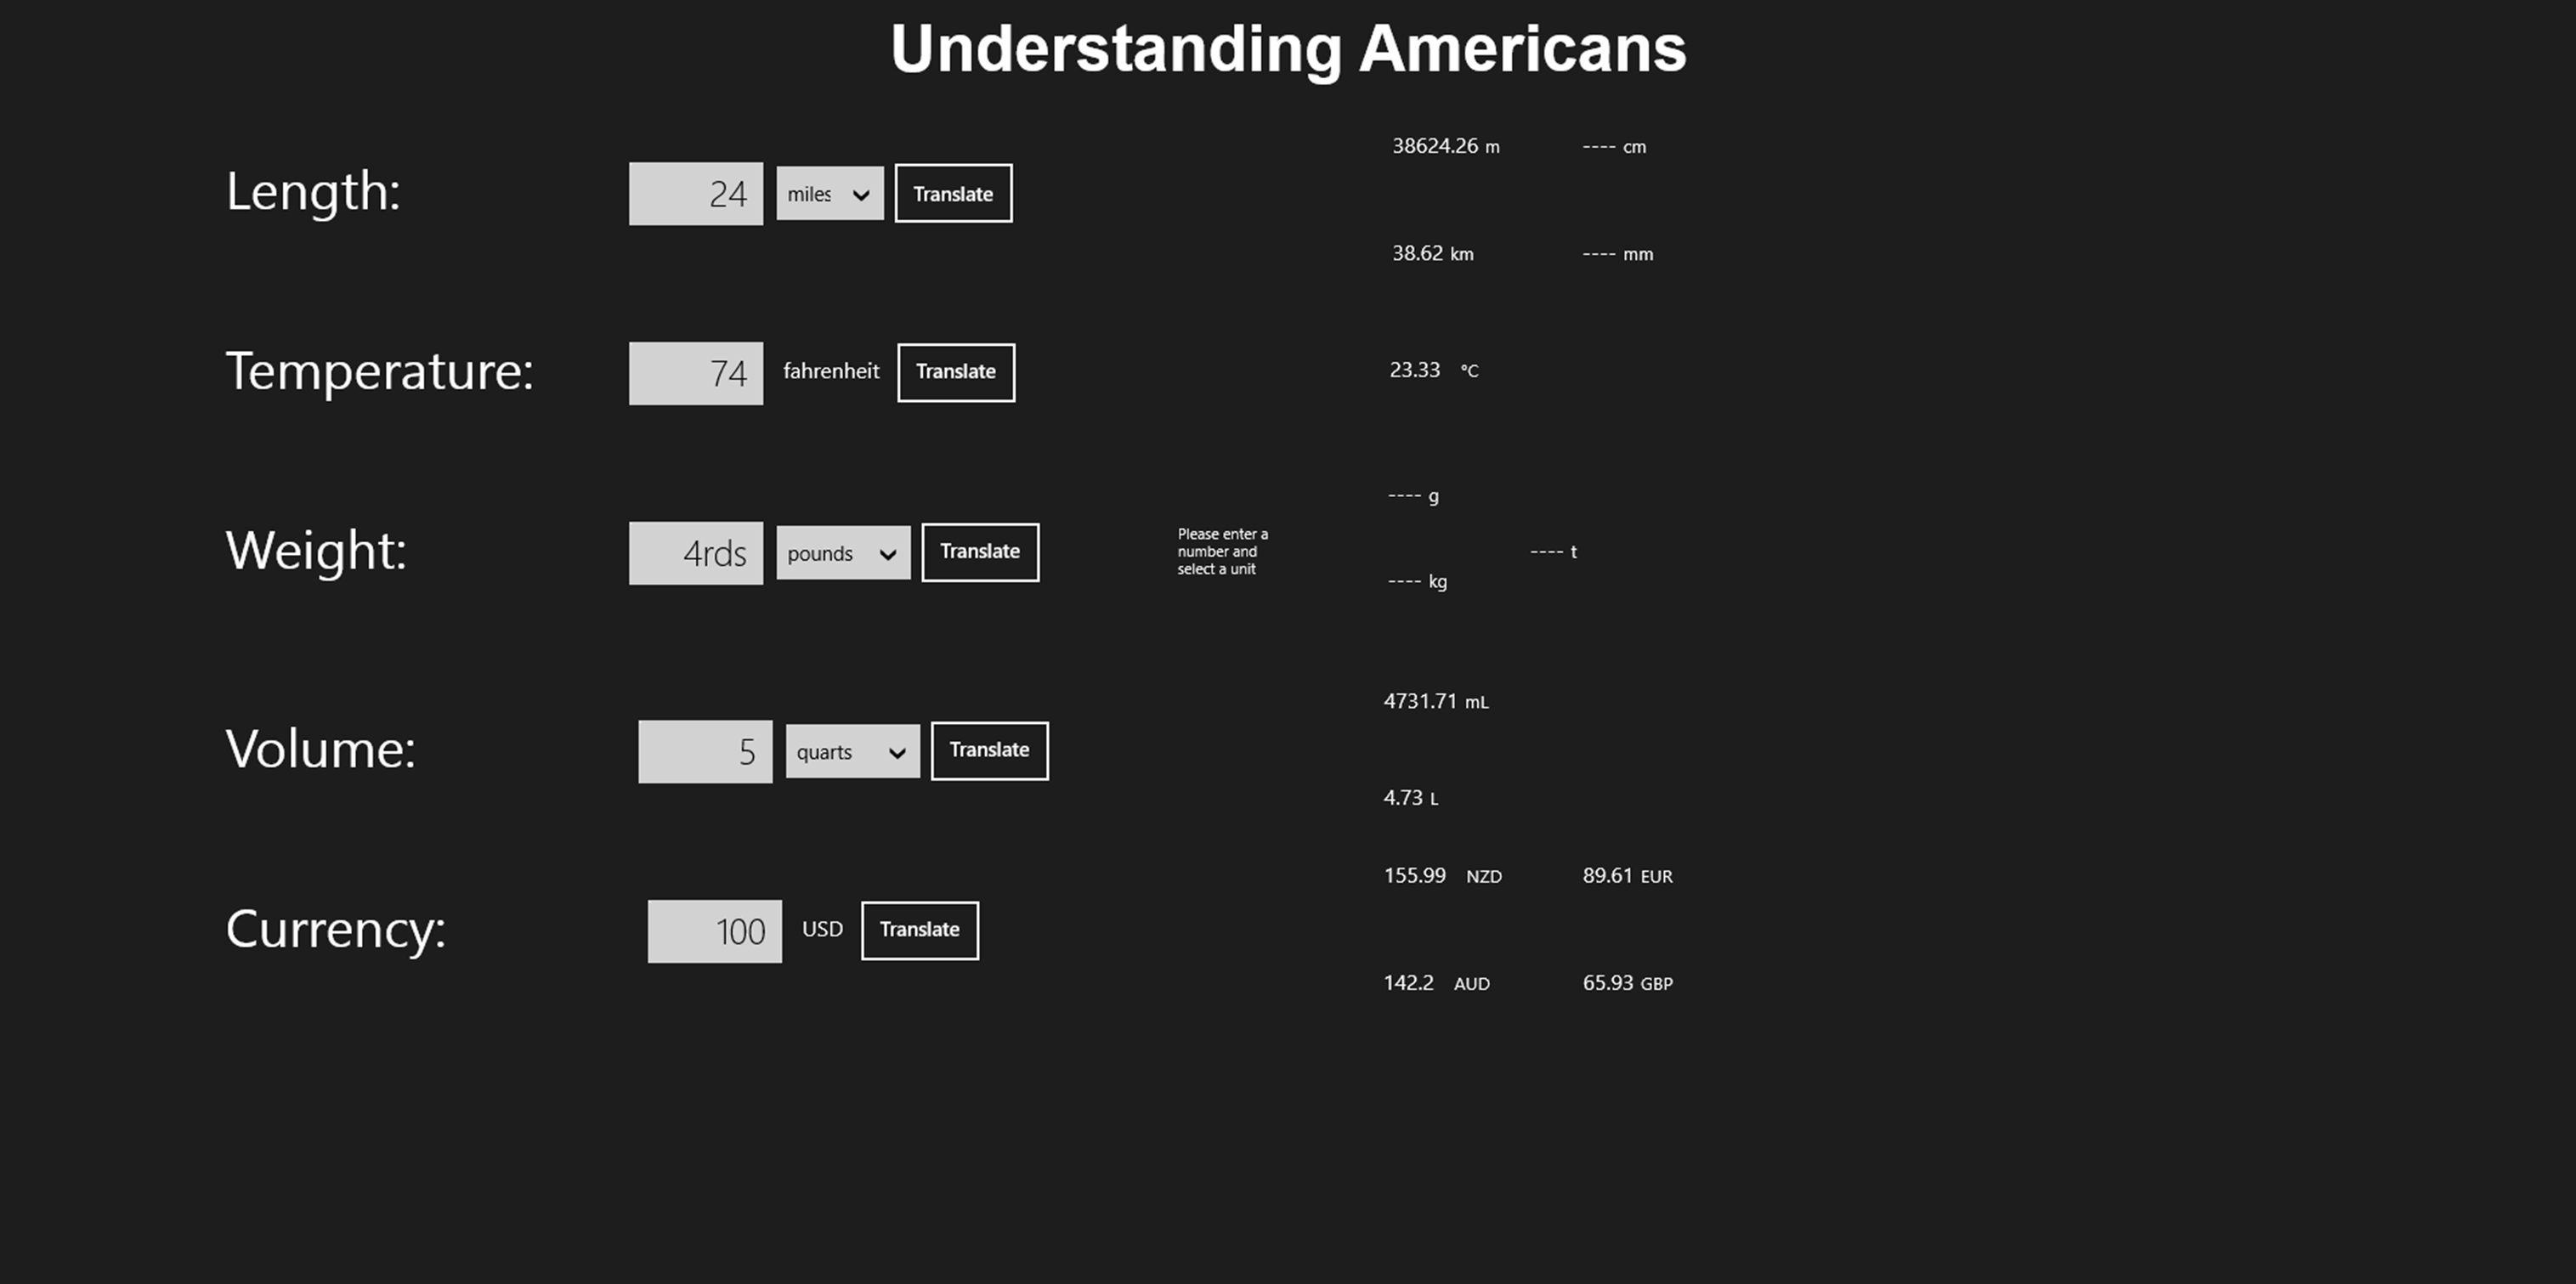 Understanding Americans
38624.26 m ---- cm
Length: 24 miles Translate
38.62 km ---- mm
Temperature: 74 fahrenheit Translate 23.33 °C
---- g
Weight: 4rds pounds Translate
Please enter a
number and
select a unit
---- t
---- kg
4731.71 mL
Volume: 5 quarts Translate
4.73 L
155.99 NZD 89.61 EUR
Currency: 100 USD Translate
142.2 AUD 65.93 GBP